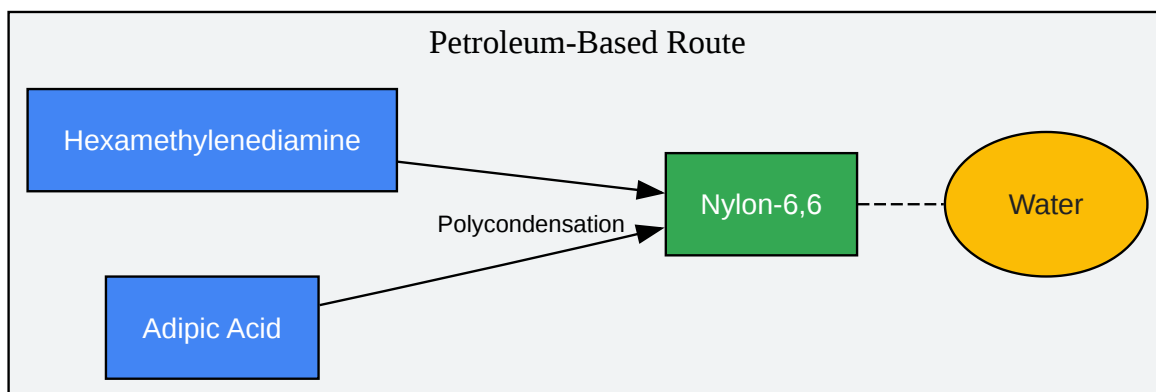 Petroleum-Based Route
Hexamethylenediamine
Nylon-6,6
Water
Polycondensation
Adipic Acid